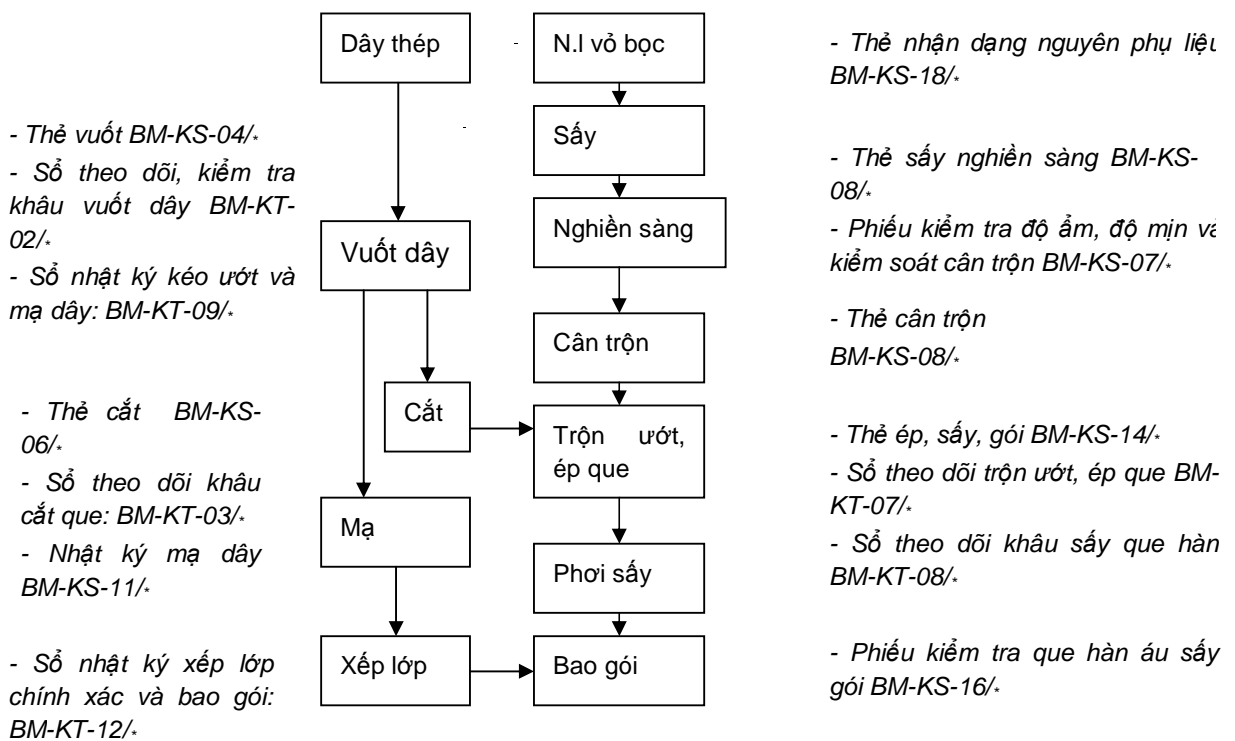 Dây thép
N.l vỏ bọc
- Thẻ nhận dạng nguyên phụ liệu
BM-KS-18/*
- Thẻ vuốt BM-KS-04/*
- Sổ theo dõi, kiểm tra
khâu vuốt dây BM-KT-
02/*
- Sổ nhật ký kéo ướt và
mạ dây: BM-KT-09/*
Sấy
- Thẻ sấy nghiền sàng BM-KS-
08/*
Vuốt dây
Nghiền sàng
- Phiếu kiểm tra độ ẩm, độ mịn và
kiểm soát cân trộn BM-KS-07/*
Cân trộn
- Thẻ cân trộn
BM-KS-08/*
- Thẻ cắt BM-KS-
06/*
- Sổ theo dõi khâu
cắt que: BM-KT-03/*
- Nhật ký mạ dây
BM-KS-11/*
Cắt
Trộn ướt,
ép que
- Thẻ ép, sấy, gói BM-KS-14/*
- Sổ theo dõi trộn ướt, ép que BM-
KT-07/*
- Sổ theo dõi khâu sấy que hàn
BM-KT-08/*
Mạ
Phơi sấy
- Sổ nhật ký xếp lớp
chính xác và bao gói:
BM-KT-12/*
Xếp lớp
Bao gói
- Phiếu kiểm tra que hàn áu sấy
gói BM-KS-16/*